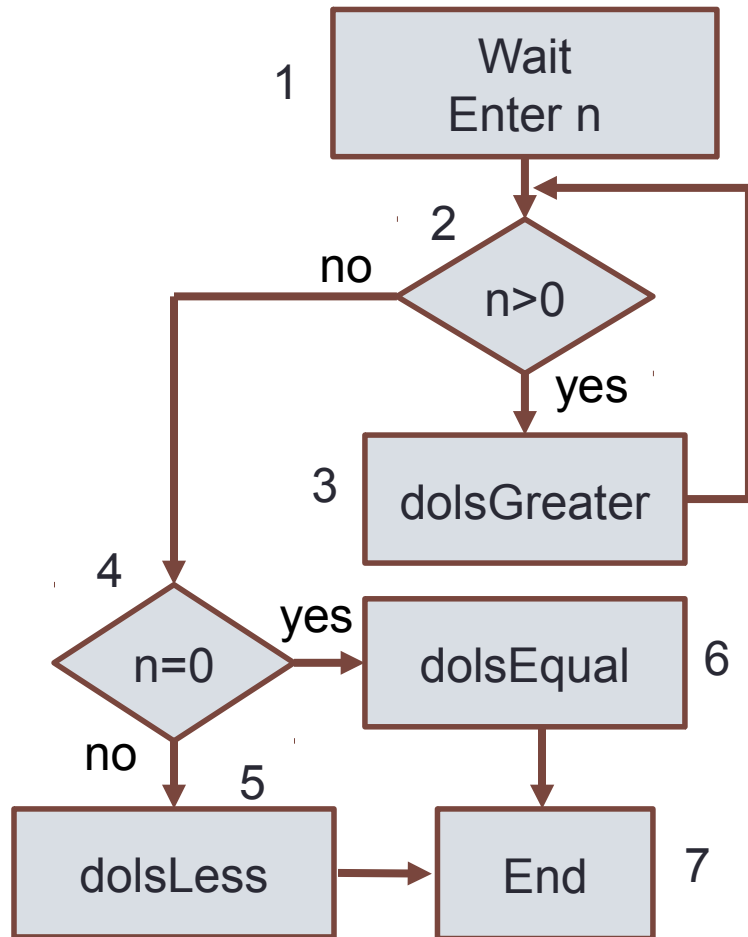 1
Wait
Enter n
2
no
n>0
yes
3
doIsGreater
4
n=0
yes
doIsEqual
6
no
5
doIsLess
End
7